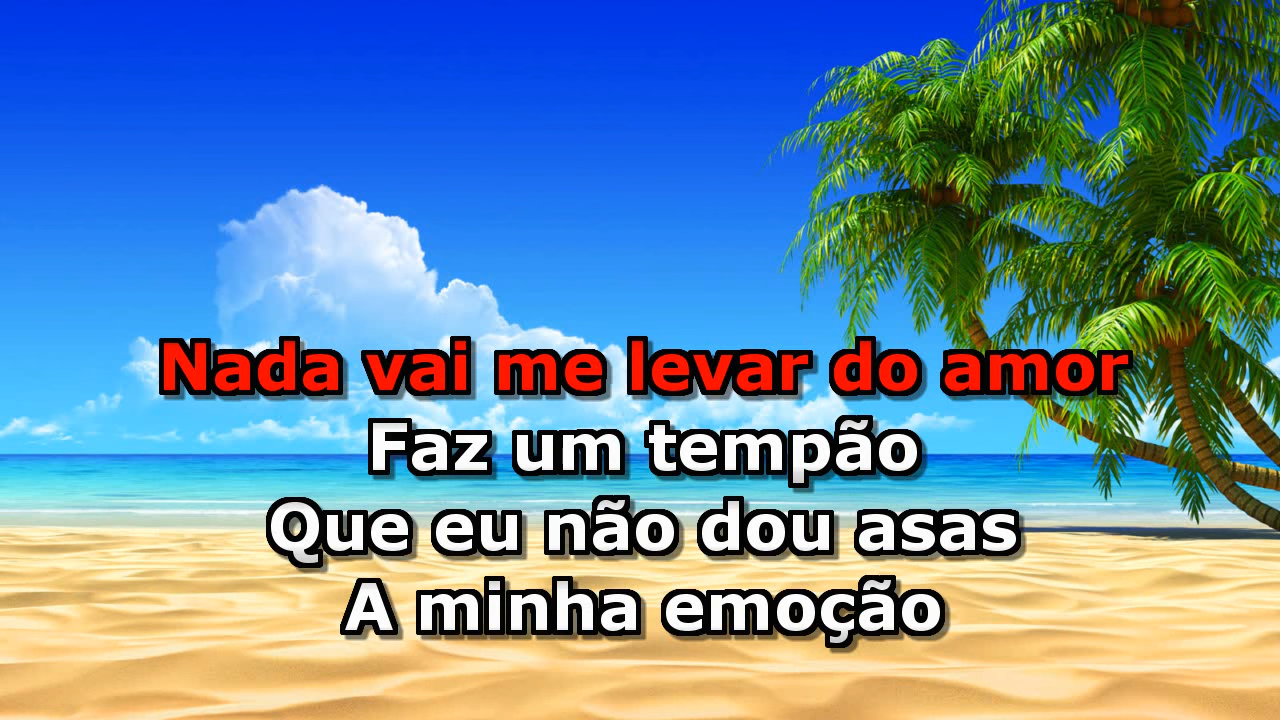 Nada vai me levar do amor
Faz um tempão
Que eu não dou asas
A minha emoção